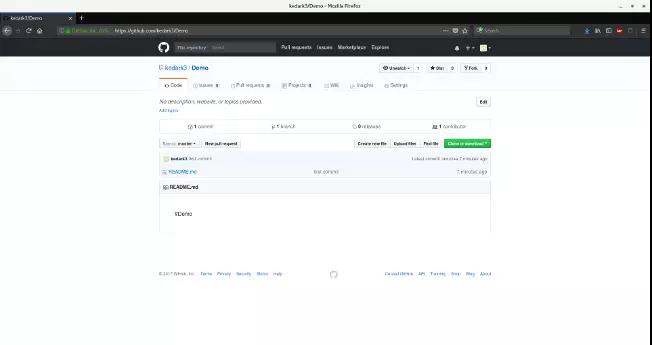 kedark3/Demo - Mozilla Firefox
kedark3/Demo
https://github.com/kedark3/Demo
Search
This repository Search
Pull requests Issues Marketplace Explore
kedark3 / Demo
Unwatch 1 Star 0 Fork 0
Code Issues 0 Pull requests 0 Projects 0 Wiki Insights Settings
No description, website, or topics provided.
Edit
Add topics
1 commit 1 branch 0 releases 1 contributor
Branch: master New pull request Create new file Upload files Find file Clone or download
kedark3 first commit Latest commit 7 minutes ago
README.md first commit 7 minutes ago
README.md
#Demo
© 2017 GitHub, Inc. Terms Privacy Security Status Help
Contact GitHub API Training Shop Blog About